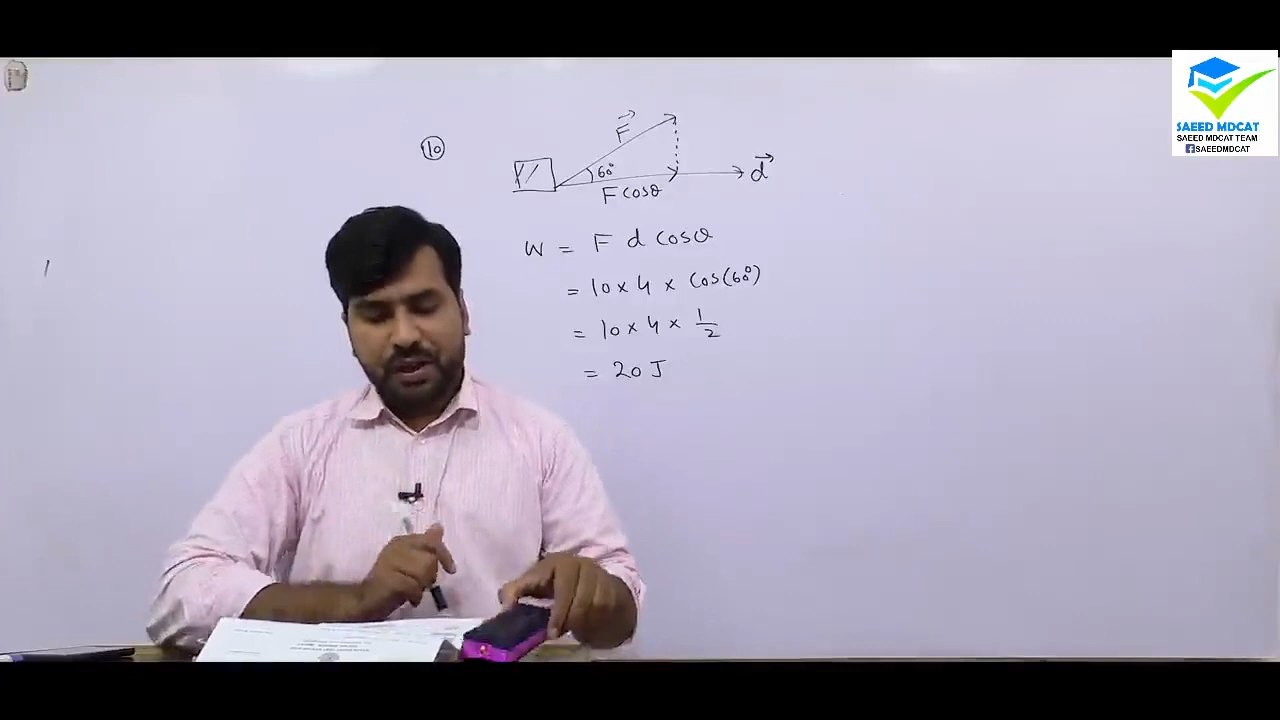 SAEED MDCAT
SAEED MDCAT TEAM
SAEEDMDCAT
10
F
60°
d
F cosθ
W = F d cosθ
= 10 × 4 × cos(60°)
= 10 × 4 × 1/2
= 20 J